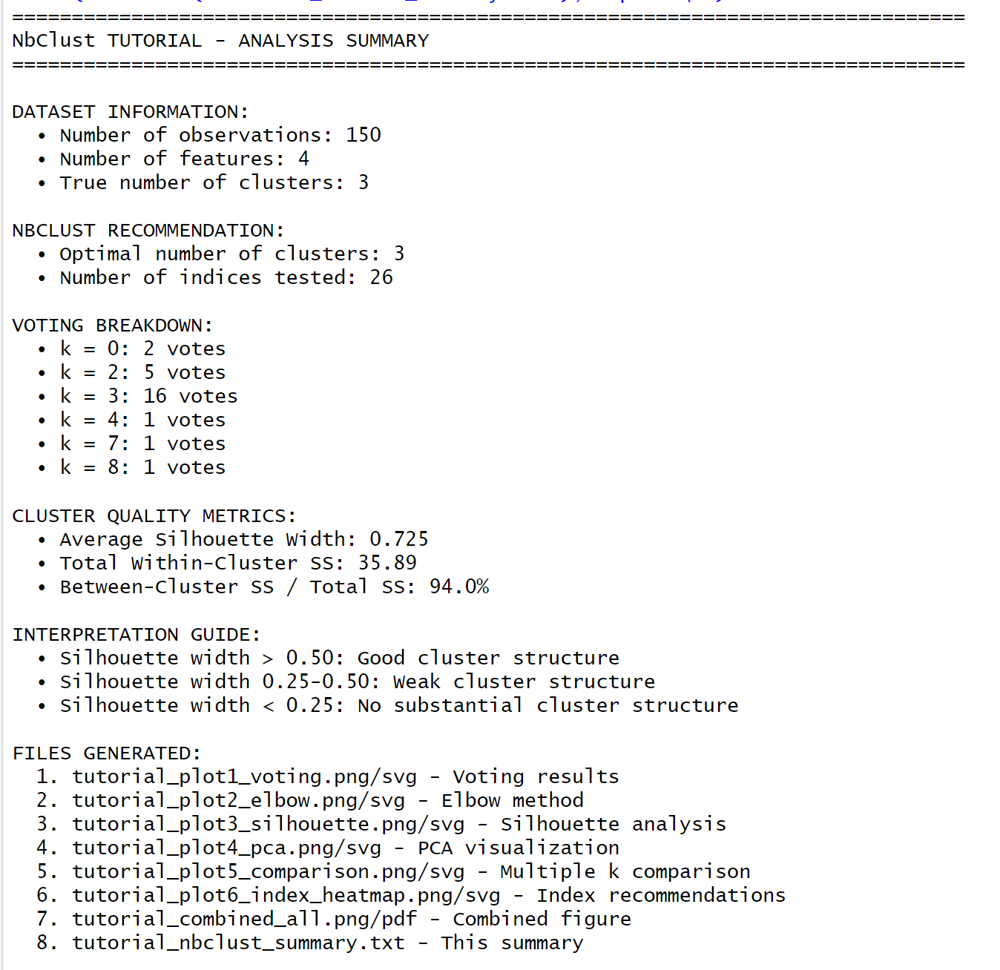 ================================================================================
NbClust TUTORIAL - ANALYSIS SUMMARY
================================================================================
DATASET INFORMATION:
• Number of observations: 150
• Number of features: 4
• True number of clusters: 3
NBCLUST RECOMMENDATION:
• Optimal number of clusters: 3
• Number of indices tested: 26
VOTING BREAKDOWN:
• k = 0: 2 votes
• k = 2: 5 votes
• k = 3: 16 votes
• k = 4: 1 votes
• k = 7: 1 votes
• k = 8: 1 votes
CLUSTER QUALITY METRICS:
• Average Silhouette Width: 0.725
• Total Within-Cluster SS: 35.89
• Between-Cluster SS / Total SS: 94.0%
INTERPRETATION GUIDE:
• Silhouette width > 0.50: Good cluster structure
• Silhouette width 0.25-0.50: Weak cluster structure
• Silhouette width < 0.25: No substantial cluster structure
FILES GENERATED:
1. tutorial_plot1_voting.png/svg - Voting results
2. tutorial_plot2_elbow.png/svg - Elbow method
3. tutorial_plot3_silhouette.png/svg - Silhouette analysis
4. tutorial_plot4_pca.png/svg - PCA visualization
5. tutorial_plot5_comparison.png/svg - Multiple k comparison
6. tutorial_plot6_index_heatmap.png/svg - Index recommendations
7. tutorial_combined_all.png/pdf - Combined figure
8. tutorial_nbclust_summary.txt - This summary